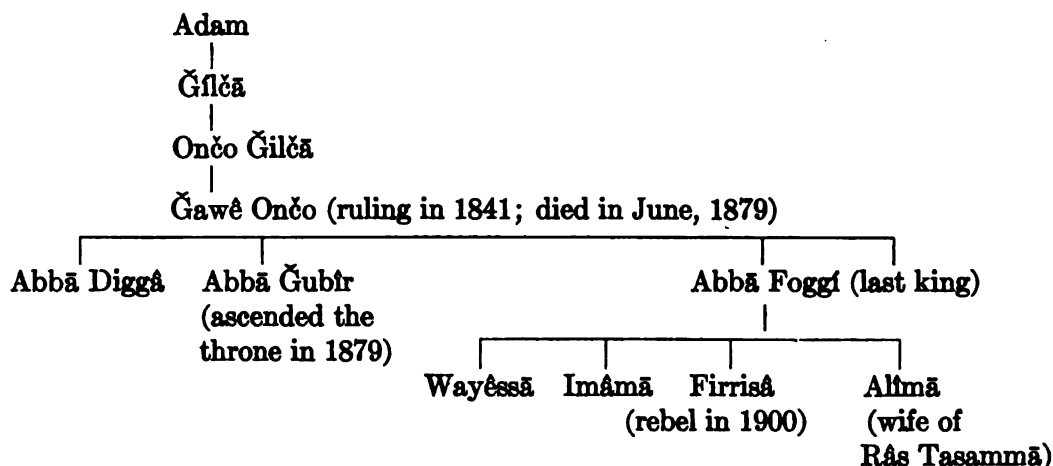 Adam
Ǧilčā
Ončo Ǧilčā
Ǧawê Ončo (ruling in 1841; died in June, 1879)
Abbā Diggâ Abbā Ǧubîr Abbā Foggí (last king)
(ascended the
throne in 1879)
Wayêssā Imâmā Firrisâ Alîmā
(rebel in 1900) (wife of
Râs Tasammā)